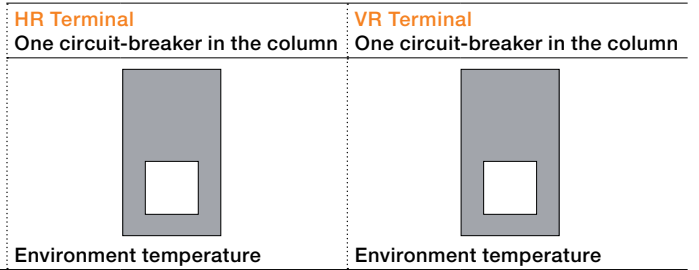 HR Terminal
One circuit-breaker in the column
Environment temperature
VR Terminal
One circuit-breaker in the column
Environment temperature